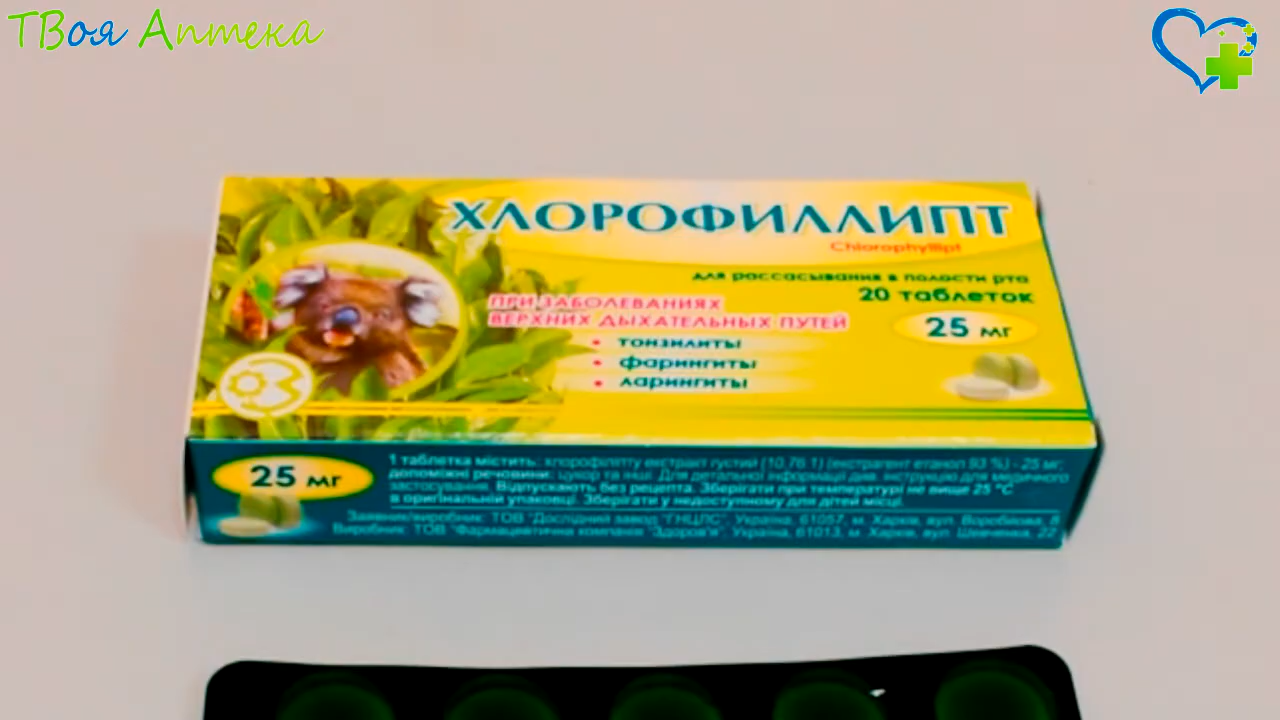 ТВоя Аптека
ХЛОРОФИЛЛИПТ
Chlorophyllipt
для рассасывания в полости рта
20 таблеток
ПРИ ЗАБОЛЕВАНИЯХ
ВЕРХНИХ ДЫХАТЕЛЬНЫХ ПУТЕЙ
25 мг
• тонзилиты
• фарингиты
• ларингиты
25 мг
1 таблетка містить: хлорофіліпту екстракт густий (10,76:1) (екстрагент етанол 93 %) - 25 мг,
допоміжні речовини: цукор та інші. Для детальної інформації див. інструкцію для медичного
застосування. Відпускають без рецепта. Зберігати при температурі не вище 25 °С
в оригінальній упаковці. Зберігати у недоступному для дітей місці.
Заявник/виробник: ТОВ "Дослідний завод "ГНЦЛС", Україна, 61057, м. Харків, вул. Воробйова, 8
Виробник: ТОВ "Фармацевтична компанія "Здоров'я", Україна, 61013, м. Харків, вул. Шевченка, 22